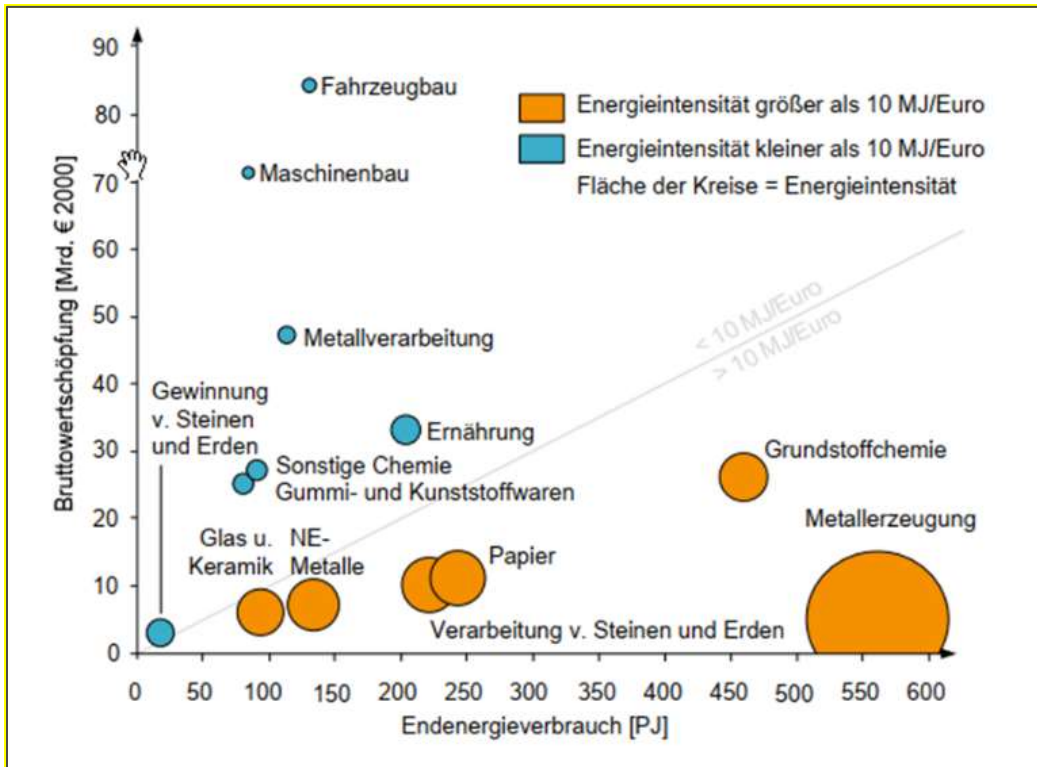 90
80
70
60
50
40
30
20
10
0
Bruttowertschöpfung [Mrd. € 2000]
Fahrzeugbau
Maschinenbau
Energieintensität größer als 10 MJ/Euro
Energieintensität kleiner als 10 MJ/Euro
Fläche der Kreise = Energieintensität
< 10 MJ/Euro
> 10 MJ/Euro
Metallverarbeitung
Gewinnung
v. Steinen
und Erden
Ernährung
Sonstige Chemie
Gummi- und Kunststoffwaren
Grundstoffchemie
Metallerzeugung
Glas u.
Keramik
NE-
Metalle
Papier
Verarbeitung v. Steinen und Erden
0 50 100 150 200 250 300 350 400 450 500 550 600
Endenergieverbrauch [PJ]